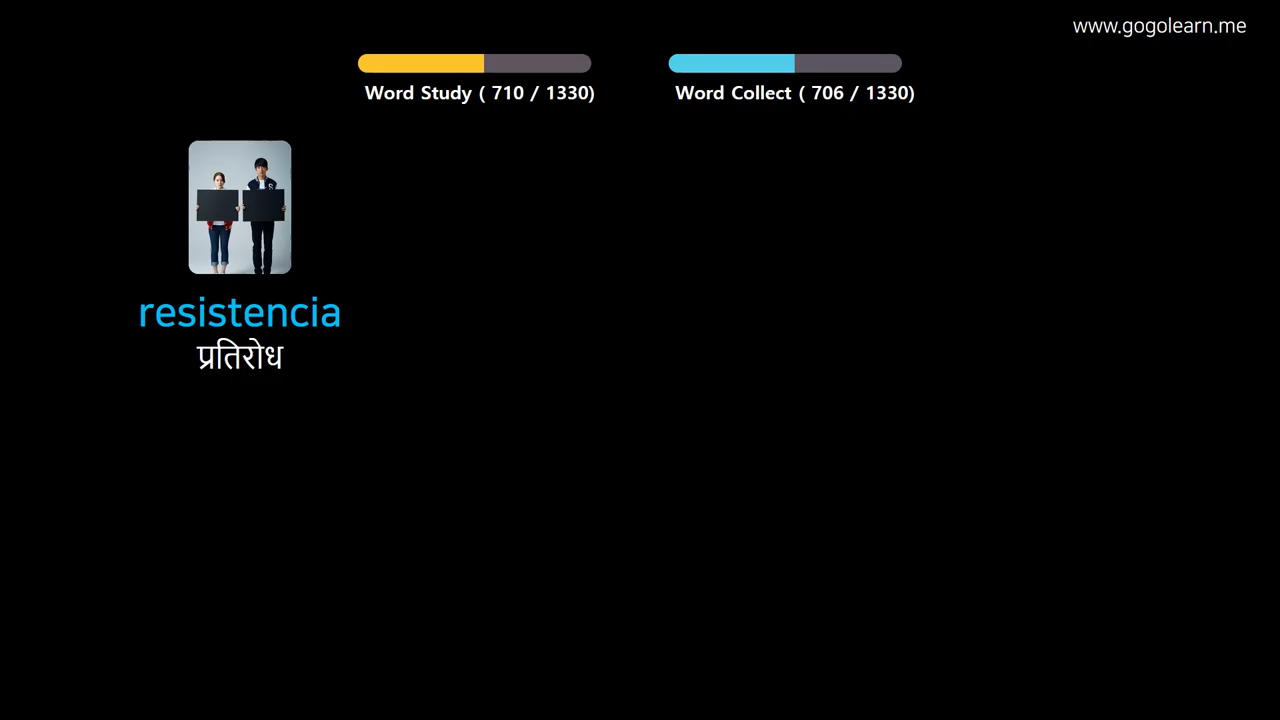 www.gogolearn.me
Word Study ( 710 / 1330)
Word Collect ( 706 / 1330)
resistencia
प्रतिरोध